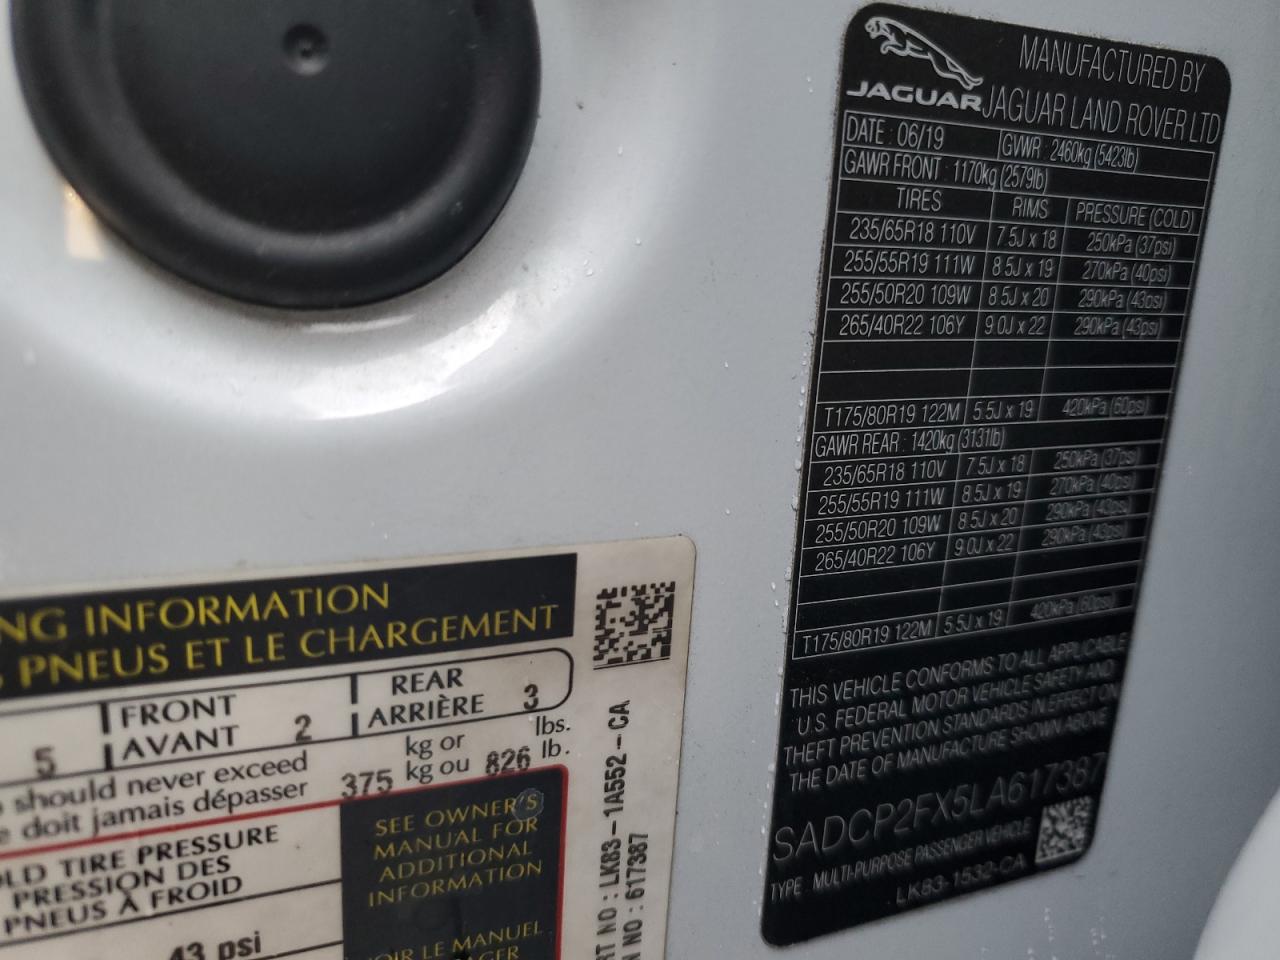 JAGUAR
MANUFACTURED BY
JAGUAR LAND ROVER LTD
DATE : 06/19 GVWR : 2460kg (5423lb)
GAWR FRONT : 1170kg (2579lb)
TIRES RIMS PRESSURE (COLD)
235/65R18 110V 7.5J x 18 250kPa (37psi)
255/55R19 111W 8.5J x 19 270kPa (40psi)
255/50R20 109W 8.5J x 20 290kPa (43psi)
265/40R22 106Y 9.0J x 22 290kPa (43psi)
T175/80R19 122M 5.5J x 19 420kPa (60psi)
GAWR REAR : 1420kg (3131lb)
235/65R18 110V 7.5J x 18 250kPa (37psi)
255/55R19 111W 8.5J x 19 270kPa (40psi)
255/50R20 109W 8.5J x 20 290kPa (43psi)
265/40R22 106Y 9.0J x 22 290kPa (43psi)
T175/80R19 122M 5.5J x 19 420kPa (60psi)
THIS VEHICLE CONFORMS TO ALL APPLICABLE
U.S. FEDERAL MOTOR VEHICLE SAFETY AND
THEFT PREVENTION STANDARDS IN EFFECT ON
THE DATE OF MANUFACTURE SHOWN ABOVE
SADCP2FX5LA617387
TYPE : MULTI-PURPOSE PASSENGER VEHICLE
LK83-1532-CA
NG INFORMATION
PNEUS ET LE CHARGEMENT
5 FRONT AVANT 2 REAR ARRIÈRE 3
should never exceed 375 kg or 826 lbs.
e doit jamais dépasser kg ou lb.
LD TIRE PRESSURE
PRESSION DES
PNEUS À FROID
43 psi
SEE OWNER'S
MANUAL FOR
ADDITIONAL
INFORMATION
OIR LE MANUEL
AGER
RT NO : LK83-1A552-CA
N NO : 617387